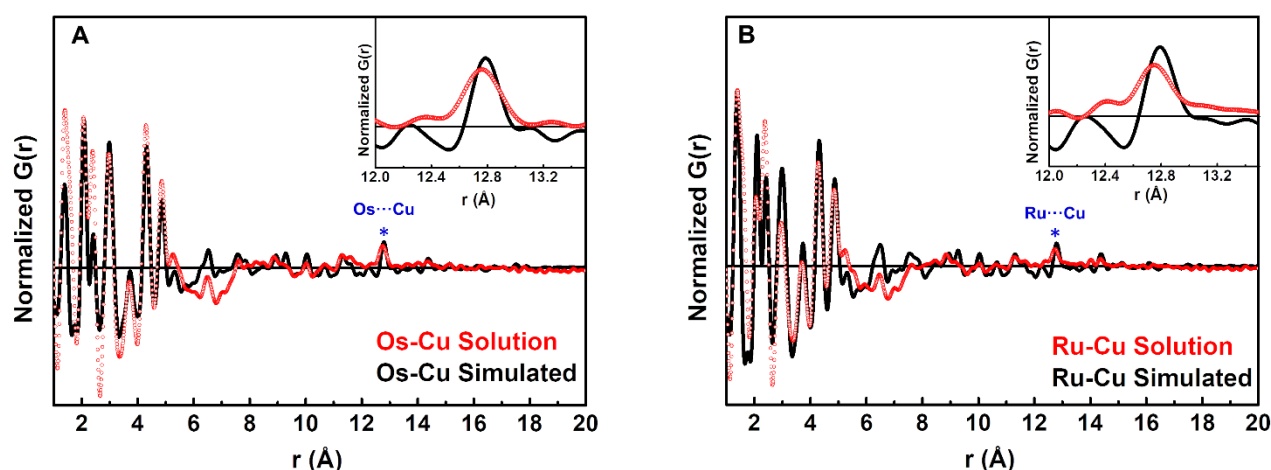 A
Normalized G(r)
Normalized G(r)
12.0 12.4 12.8 13.2
r (Å)
Os···Cu
*
Os-Cu Solution
Os-Cu Simulated
2 4 6 8 10 12 14 16 18 20
r (Å)
B
Normalized G(r)
Normalized G(r)
12.0 12.4 12.8 13.2
r (Å)
Ru···Cu
*
Ru-Cu Solution
Ru-Cu Simulated
2 4 6 8 10 12 14 16 18 20
r (Å)